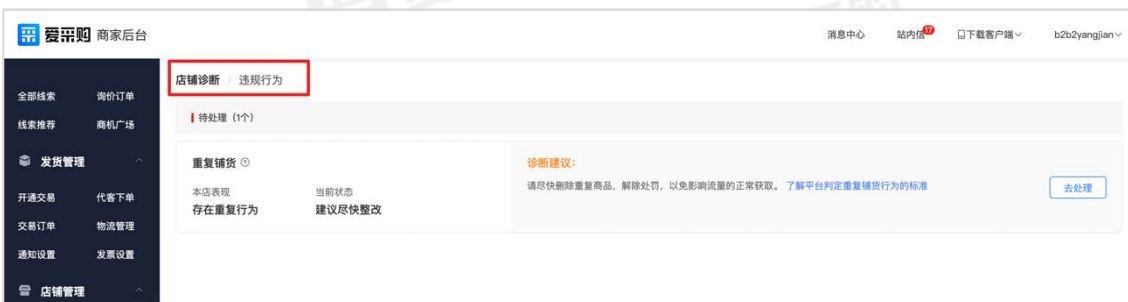 采 爱采购 商家后台
消息中心 站内信 17 下载客户端 b2b2yangjian
店铺诊断 > 违规行为
全部线索 询价订单
线索推荐 商机广场
发货管理
开通交易 代客下单
交易订单 物流管理
通知设置 发票设置
店铺管理
待处理（1个）
重复铺货 ?
本店表现 当前状态
存在重复行为 建议尽快整改
诊断建议：
请尽快删除重复商品，解除处罚，以免影响流量的正常获取。 了解平台判定重复铺货行为的标准
去处理